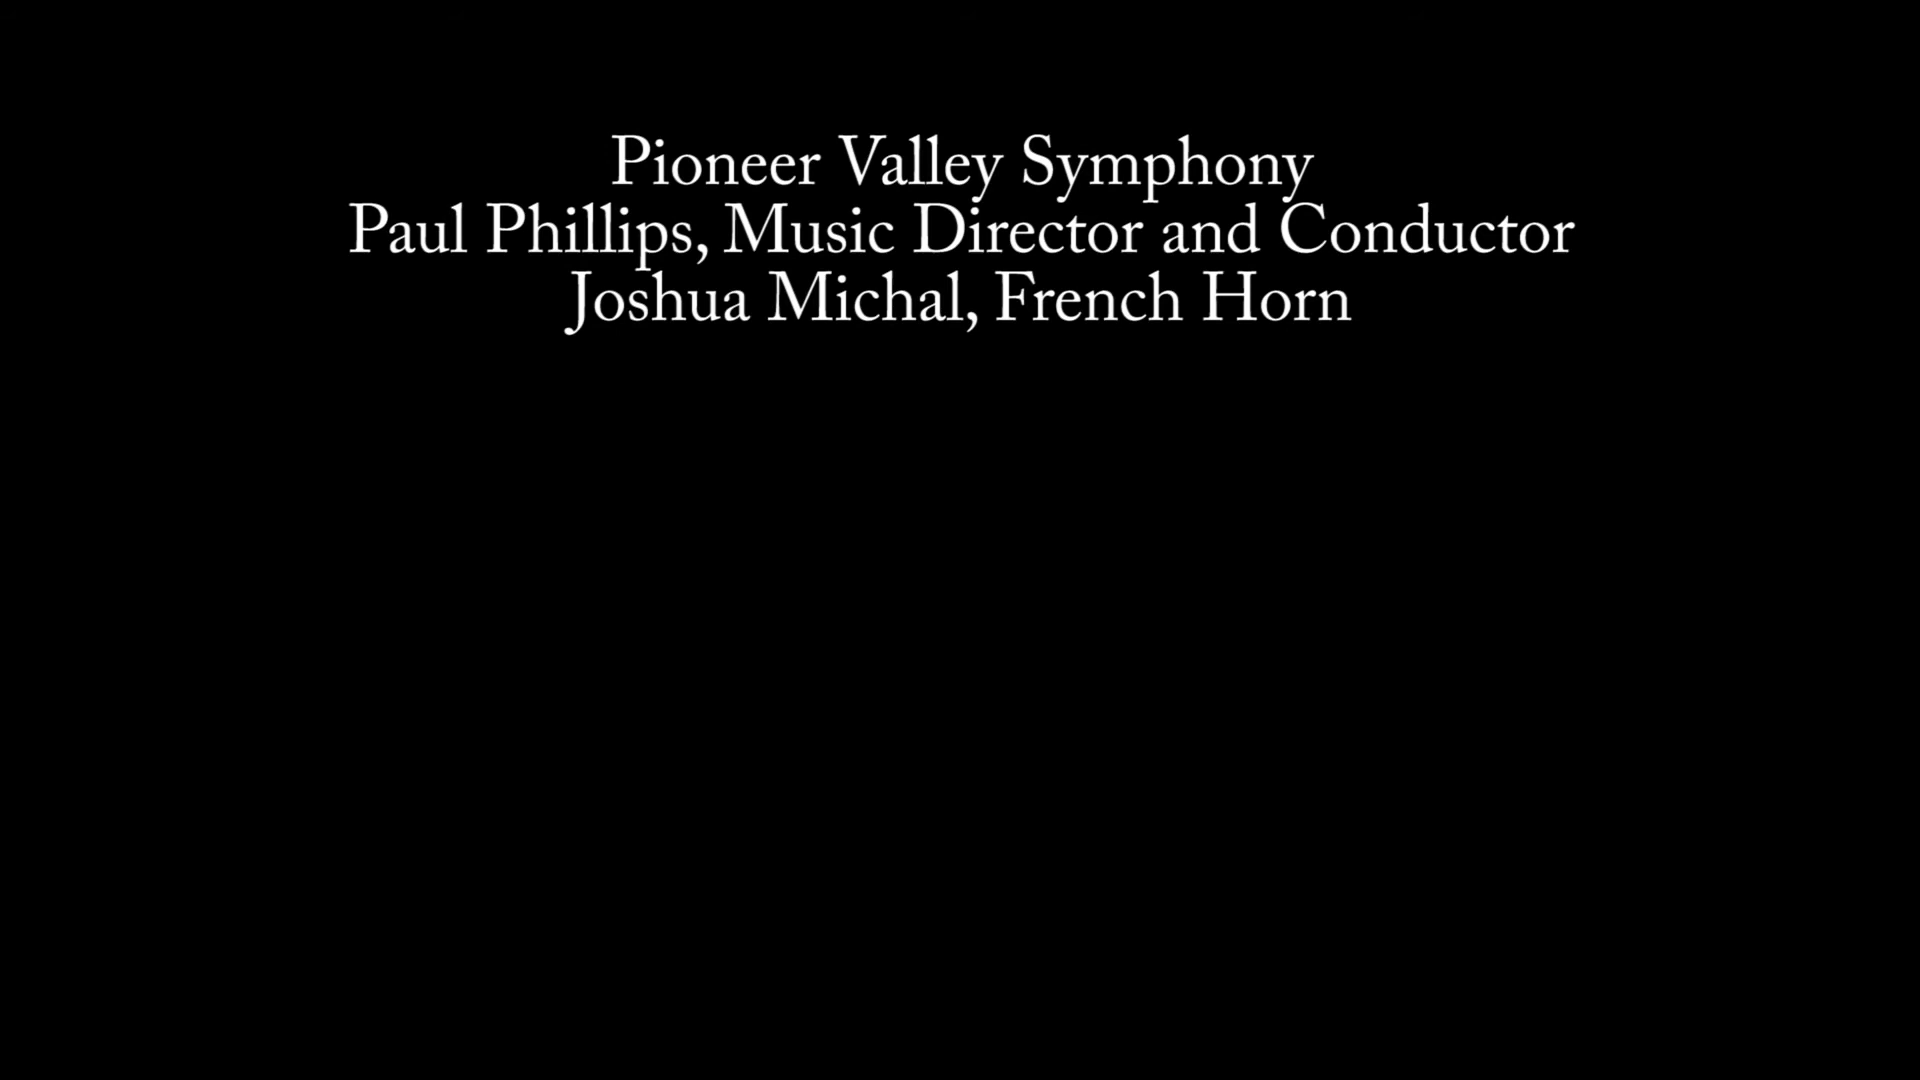 Pioneer Valley Symphony
Paul Phillips, Music Director and Conductor
Joshua Michal, French Horn